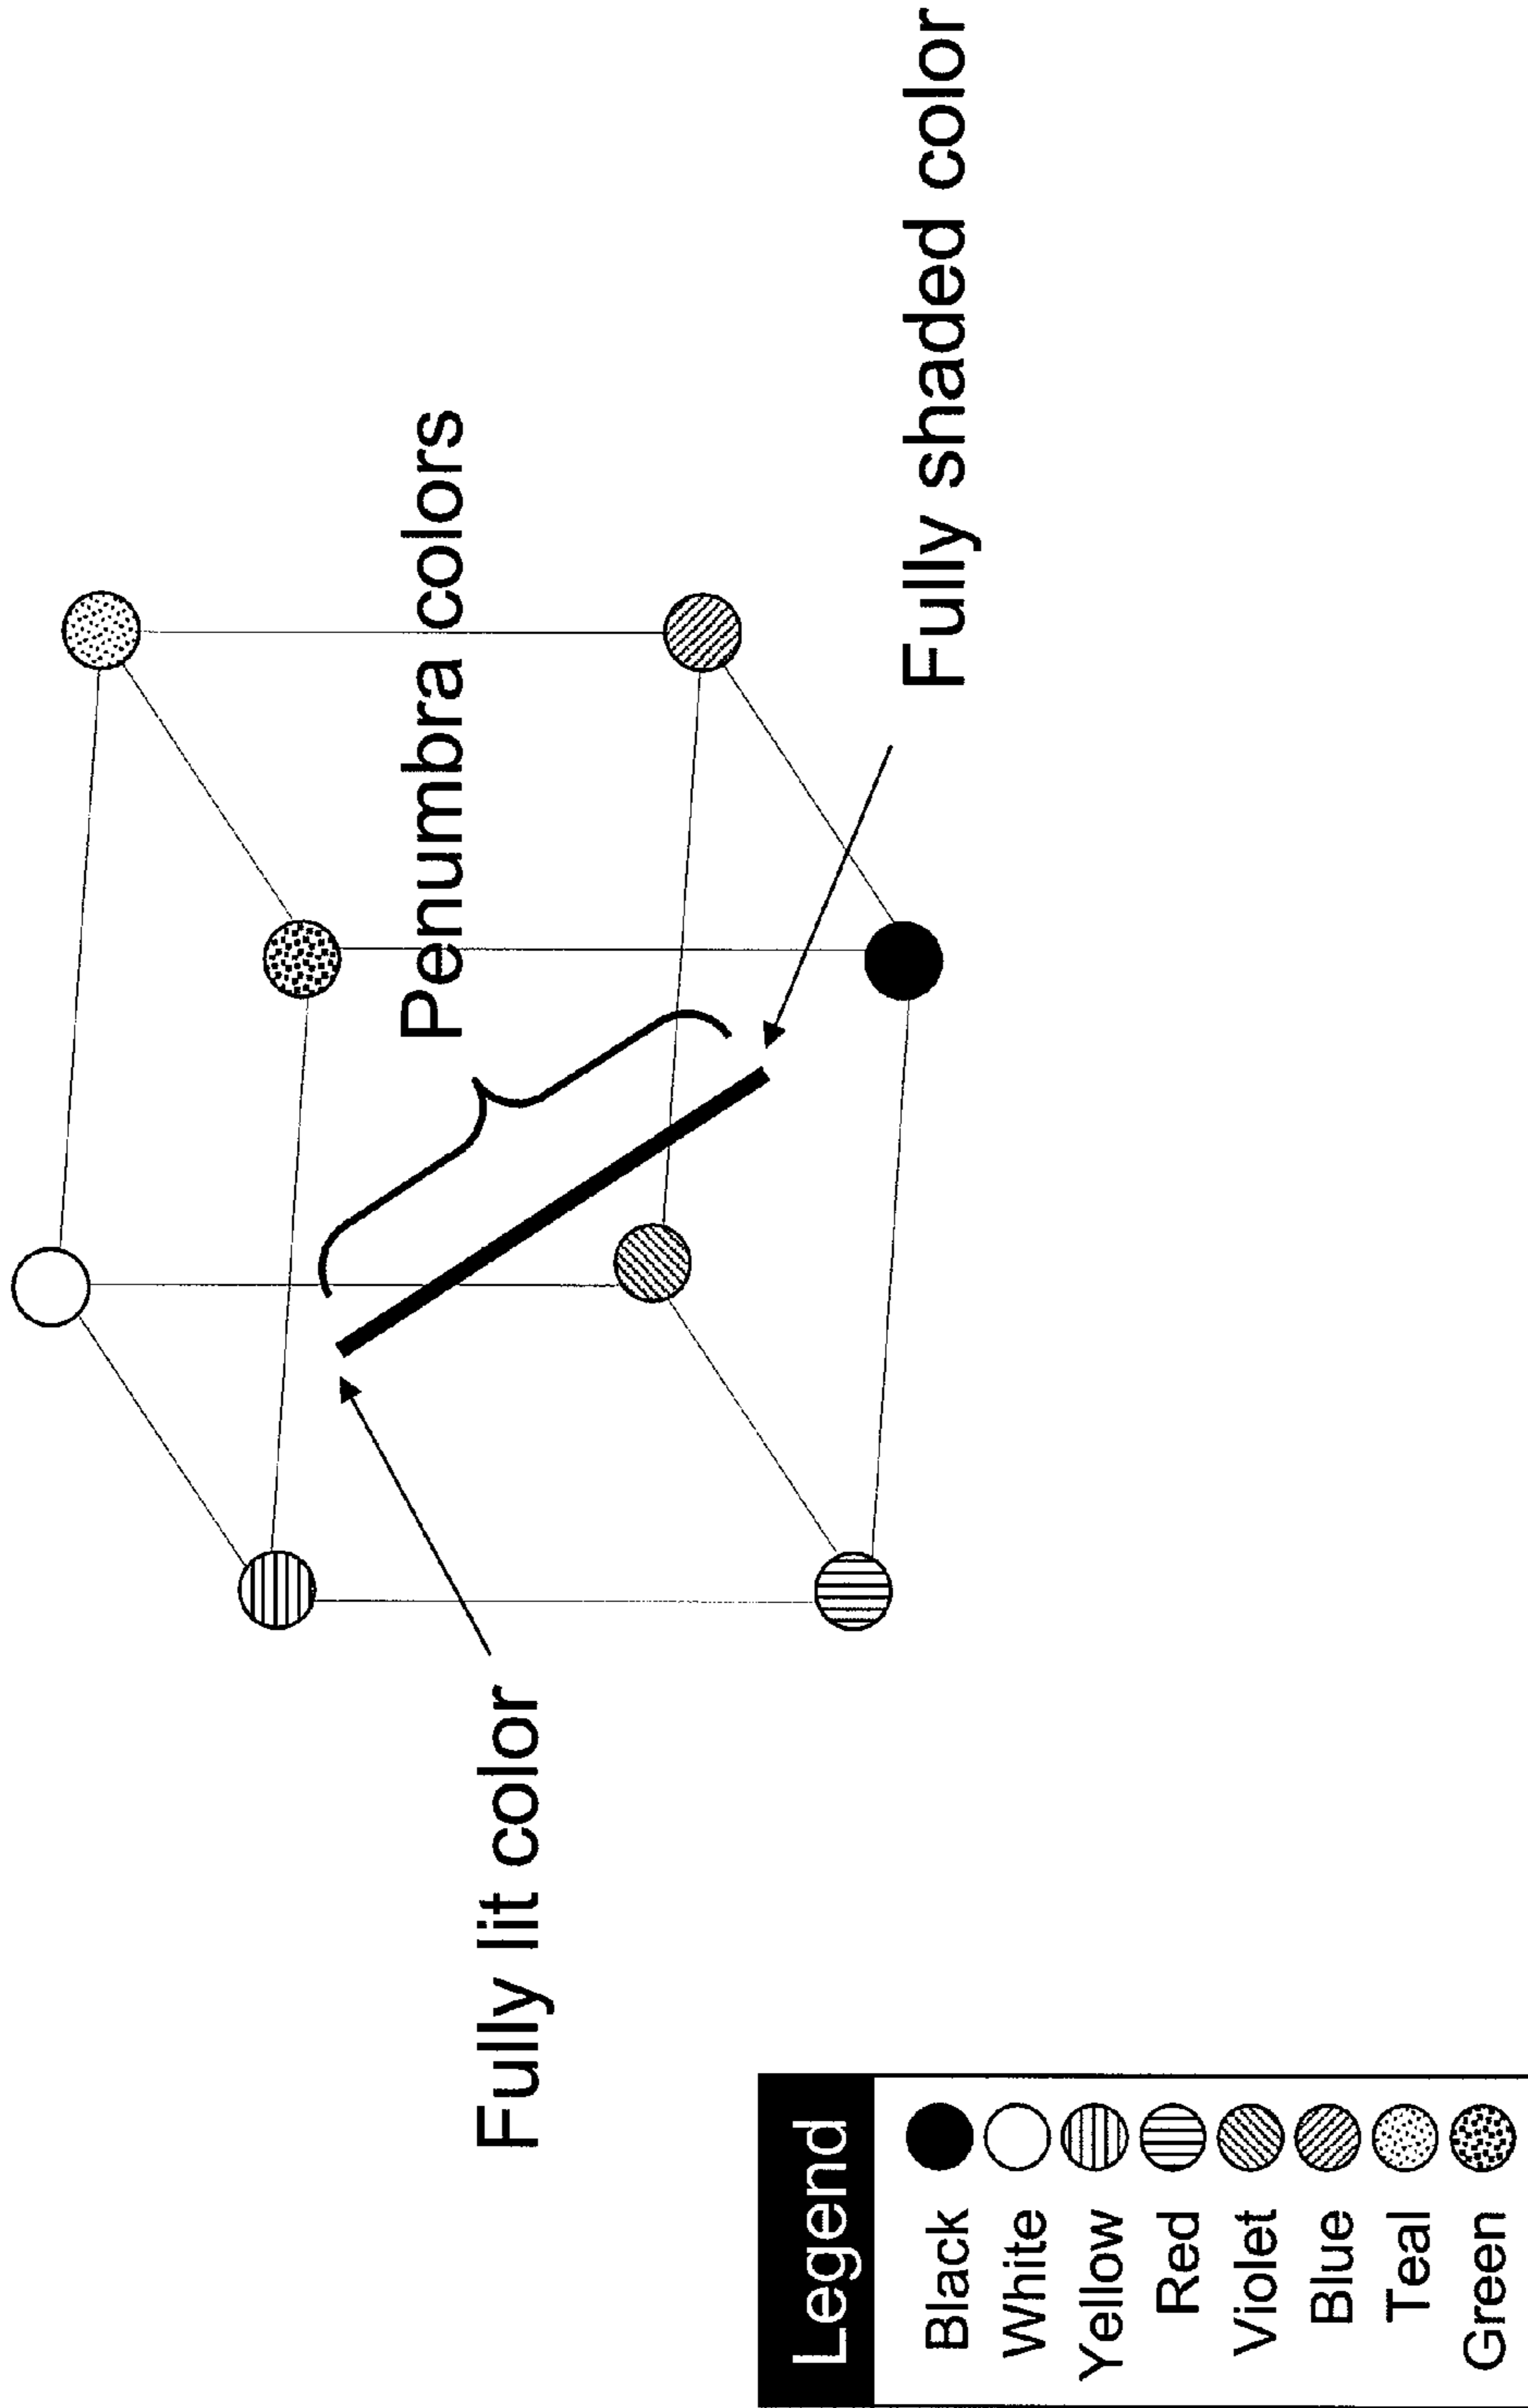 Penumbra colors
Fully lit color
Fully shaded color
Legend
Black
White
Yellow
Red
Violet
Blue
Teal
Green